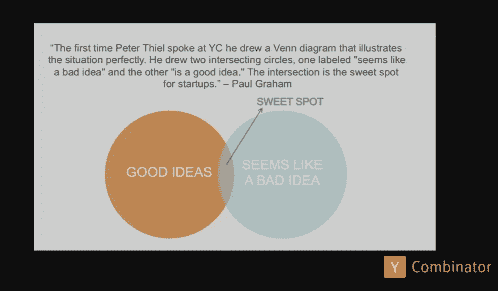 “The first time Peter Thiel spoke at YC he drew a Venn diagram that illustrates
the situation perfectly. He drew two intersecting circles, one labeled "seems like
a bad idea" and the other "is a good idea." The intersection is the sweet spot
for startups.” – Paul Graham
SWEET SPOT
GOOD IDEAS
SEEMS LIKE
A BAD IDEA
Y Combinator